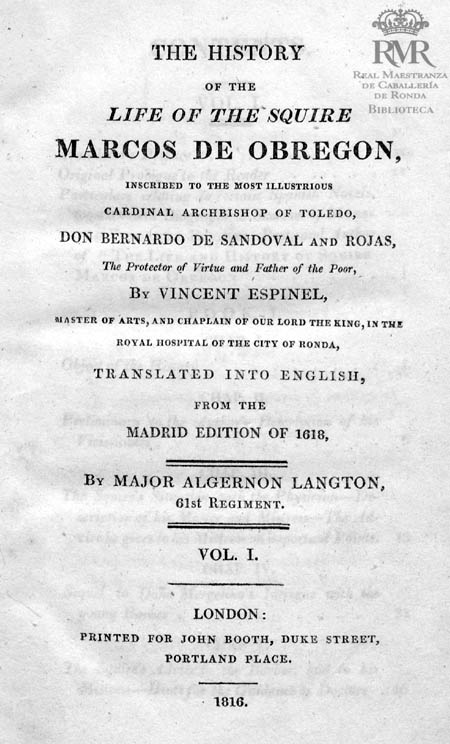 THE HISTORY
OF THE
LIFE OF THE SQUIRE
MARCOS DE OBREGON,
INSCRIBED TO THE MOST ILLUSTRIOUS
CARDINAL ARCHBISHOP OF TOLEDO,
DON BERNARDO DE SANDOVAL AND ROJAS,
The Protector of Virtue and Father of the Poor,
BY VINCENT ESPINEL,
MASTER OF ARTS, AND CHAPLAIN OF OUR LORD THE KING, IN THE
ROYAL HOSPITAL OF THE CITY OF RONDA,
TRANSLATED INTO ENGLISH,
FROM THE
MADRID EDITION OF 1618,
BY MAJOR ALGERNON LANGTON,
61st REGIMENT.
VOL. I.
LONDON:
PRINTED FOR JOHN BOOTH, DUKE STREET,
PORTLAND PLACE.
1816.
RMR
REAL MAESTRANZA
DE CABALLERÍA
DE RONDA
BIBLIOTECA